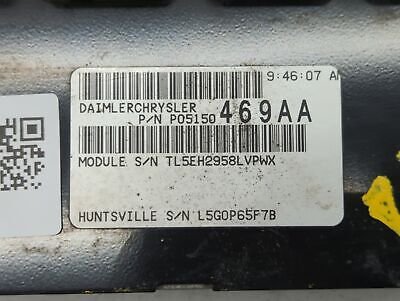 9:46:07 A
DAIMLERCHRYSLER
P/N P05150 469AA
MODULE S/N TL5EH2958LVPWX
HUNTSVILLE S/N L5G0P65F7B